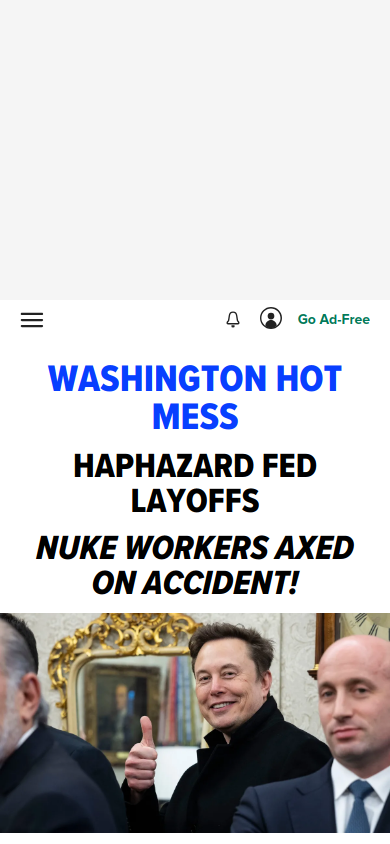 Go Ad-Free
WASHINGTON HOT
MESS
HAPHAZARD FED
LAYOFFS
NUKE WORKERS AXED
ON ACCIDENT!